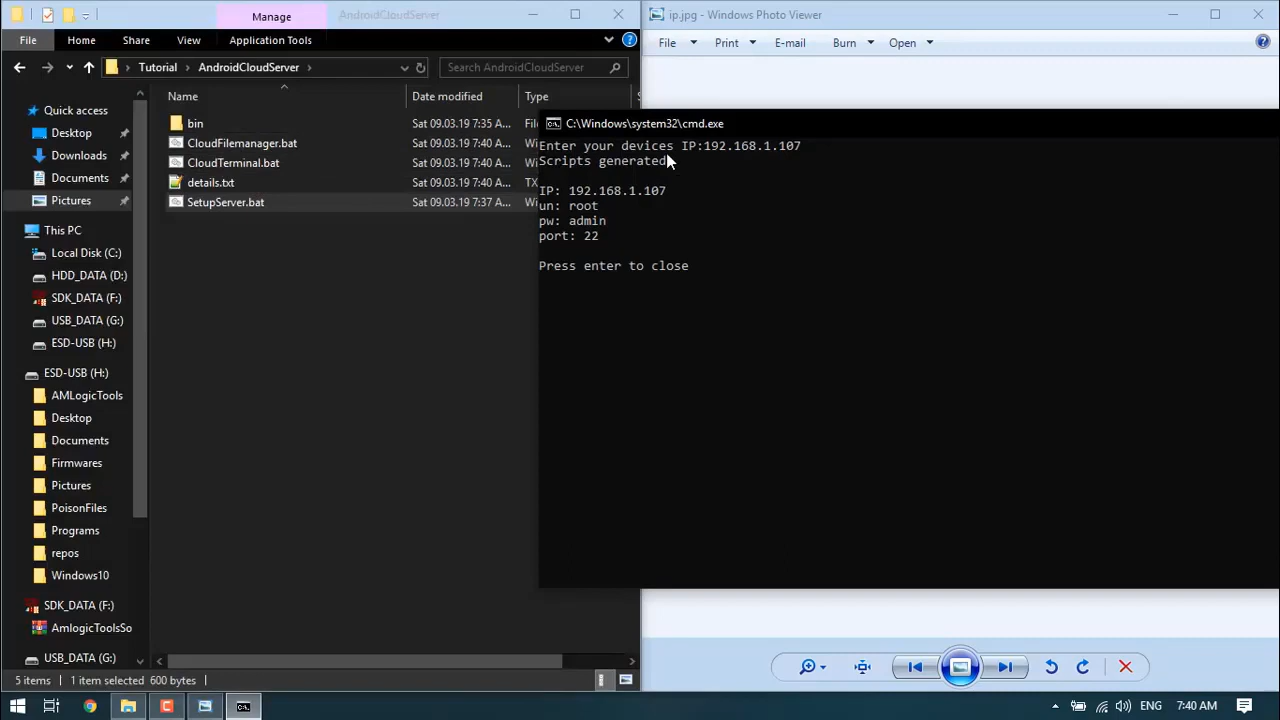 Manage
AndroidCloudServer
File
Home
Share
View
Application Tools
Tutorial
AndroidCloudServer
Search AndroidCloudServer
Name
Date modified
Type
S
Quick access
Desktop
Downloads
Documents
Pictures
This PC
Local Disk (C:)
HDD_DATA (D:)
SDK_DATA (F:)
USB_DATA (G:)
ESD-USB (H:)
ESD-USB (H:)
AMLogicTools
Desktop
Documents
Firmwares
Pictures
PoisonFiles
Programs
repos
Windows10
SDK_DATA (F:)
AmlogicToolsSo
USB_DATA (G:)
bin
Sat 09.03.19 7:35 A...
Fil
CloudFilemanager.bat
Sat 09.03.19 7:40 A...
Wi
CloudTerminal.bat
Sat 09.03.19 7:40 A...
Wi
details.txt
Sat 09.03.19 7:40 A...
TX
SetupServer.bat
Sat 09.03.19 7:37 A...
Wi
5 items
1 item selected 600 bytes
ip.jpg - Windows Photo Viewer
File
Print
E-mail
Burn
Open
C:\Windows\system32\cmd.exe
Enter your devices IP:192.168.1.107
Scripts generated
IP: 192.168.1.107
un: root
pw: admin
port: 22
Press enter to close
ENG
7:40 AM